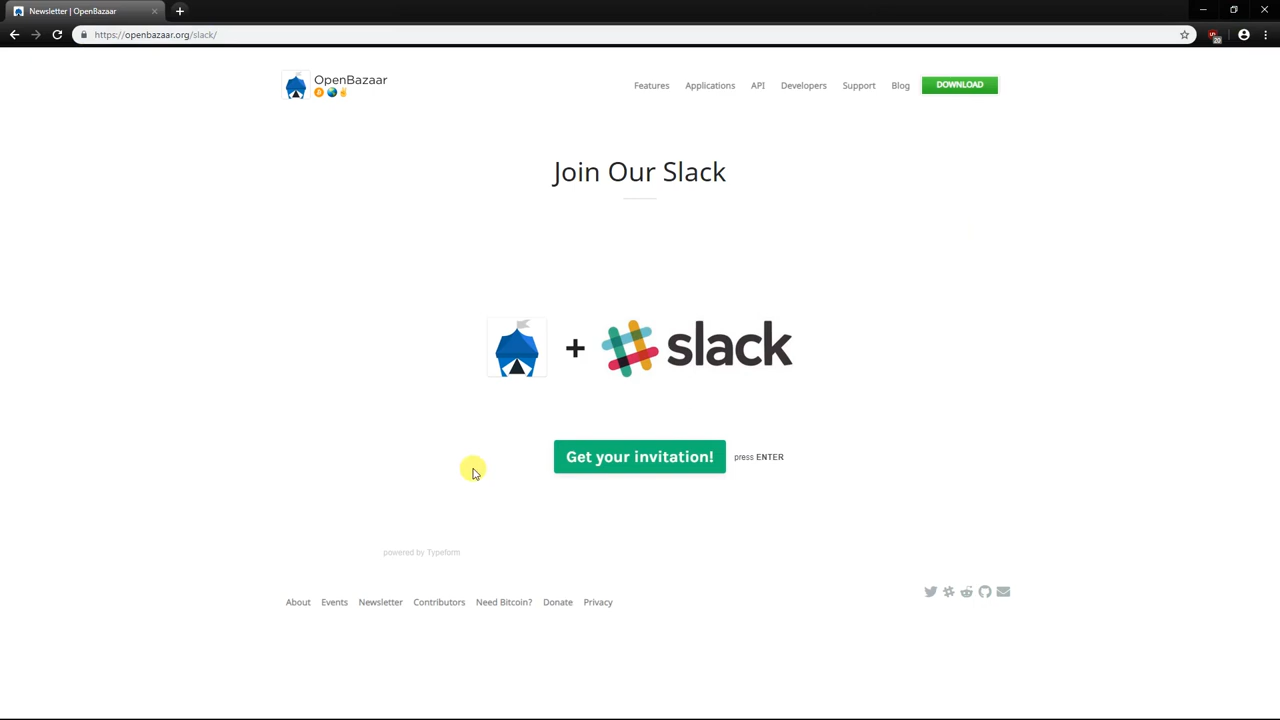 Newsletter | OpenBazaar
https://openbazaar.org/slack/
20
OpenBazaar
Features
Applications
API
Developers
Support
Blog
DOWNLOAD
Join Our Slack
+ slack
Get your invitation!
press ENTER
powered by Typeform
About
Events
Newsletter
Contributors
Need Bitcoin?
Donate
Privacy